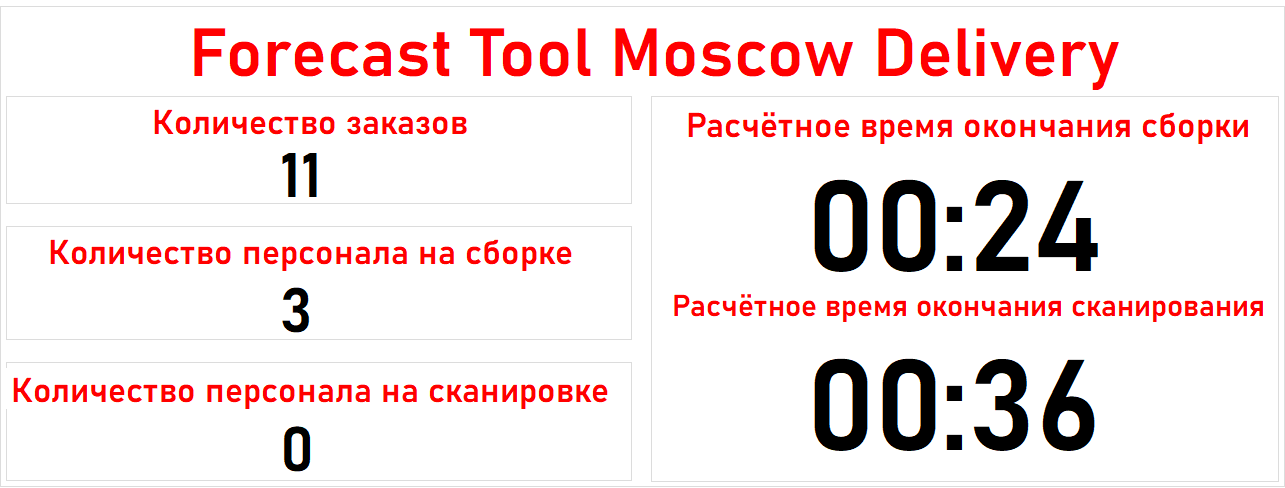 Forecast Tool Moscow Delivery
Количество заказов
11
Количество персонала на сборке
3
Количество персонала на сканировке
0
Расчётное время окончания сборки
00:24
Расчётное время окончания сканирования
00:36